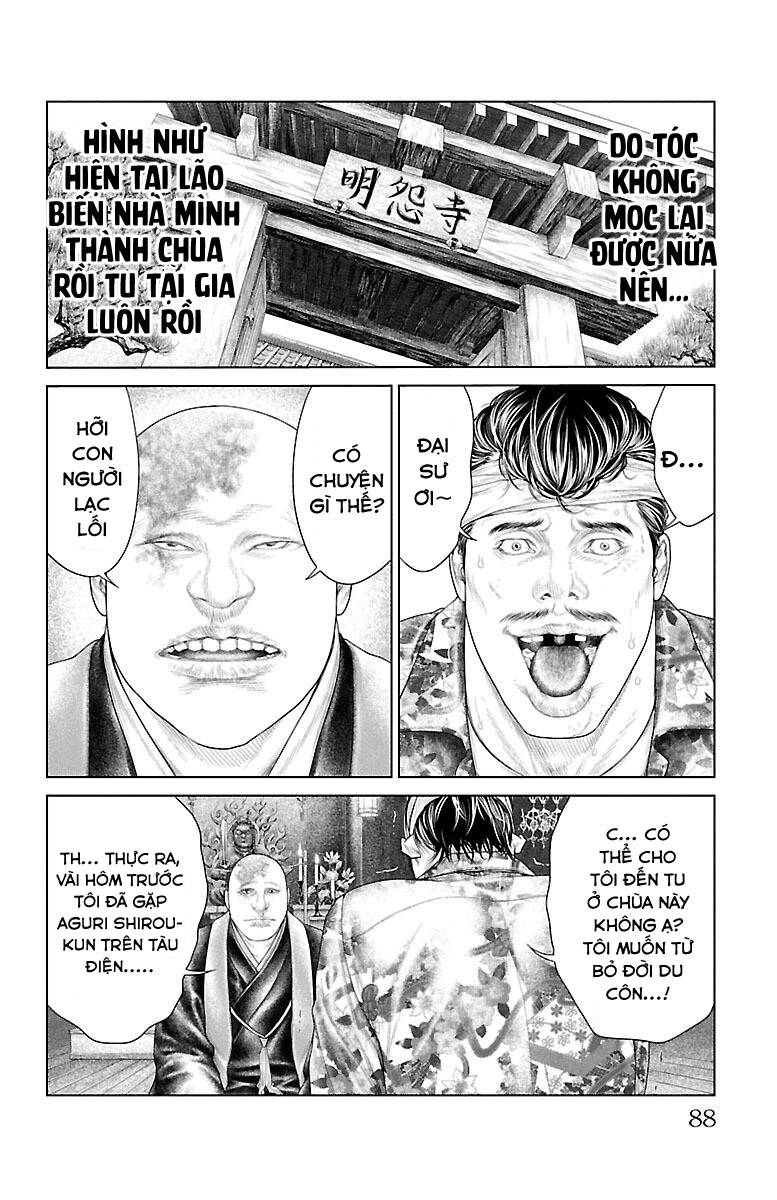 DO TÓC
KHÔNG
MỌC LẠI
ĐƯỢC NỮA
NÊN...
HÌNH NHƯ
HIỆN TẠI LÃO
BIẾN NHÀ MÌNH
THÀNH CHÙA
RỒI TU TẠI GIA
LUÔN RỒI
明怨寺
Đ...
ĐẠI
SƯ
ƠI~
CÓ
CHUYỆN
GÌ THẾ?
HỠI
CON
NGƯỜI
LẠC
LỐI
C... CÓ
THỂ CHO
TÔI ĐẾN TU
Ở CHÙA NÀY
KHÔNG Ạ?
TÔI MUỐN TỪ
BỎ ĐỜI DU
CÔN...!
TH... THỰC RA,
VÀI HÔM TRƯỚC
TÔI ĐÃ GẶP
AGURI SHIROU-
KUN TRÊN TÀU
ĐIỆN.....
88